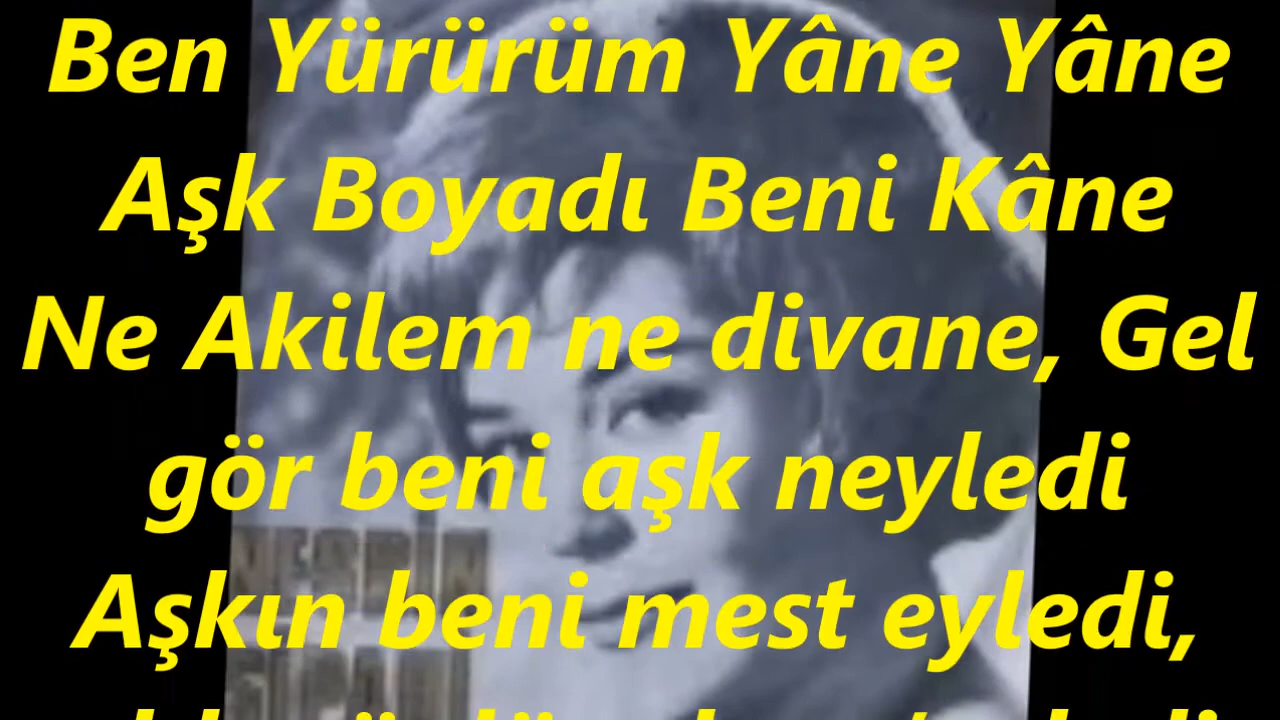 Ben Yürürüm Yâne Yâne
Aşk Boyadı Beni Kâne
Ne Akilem ne divane, Gel
gör beni aşk neyledi
Aşkın beni mest eyledi,